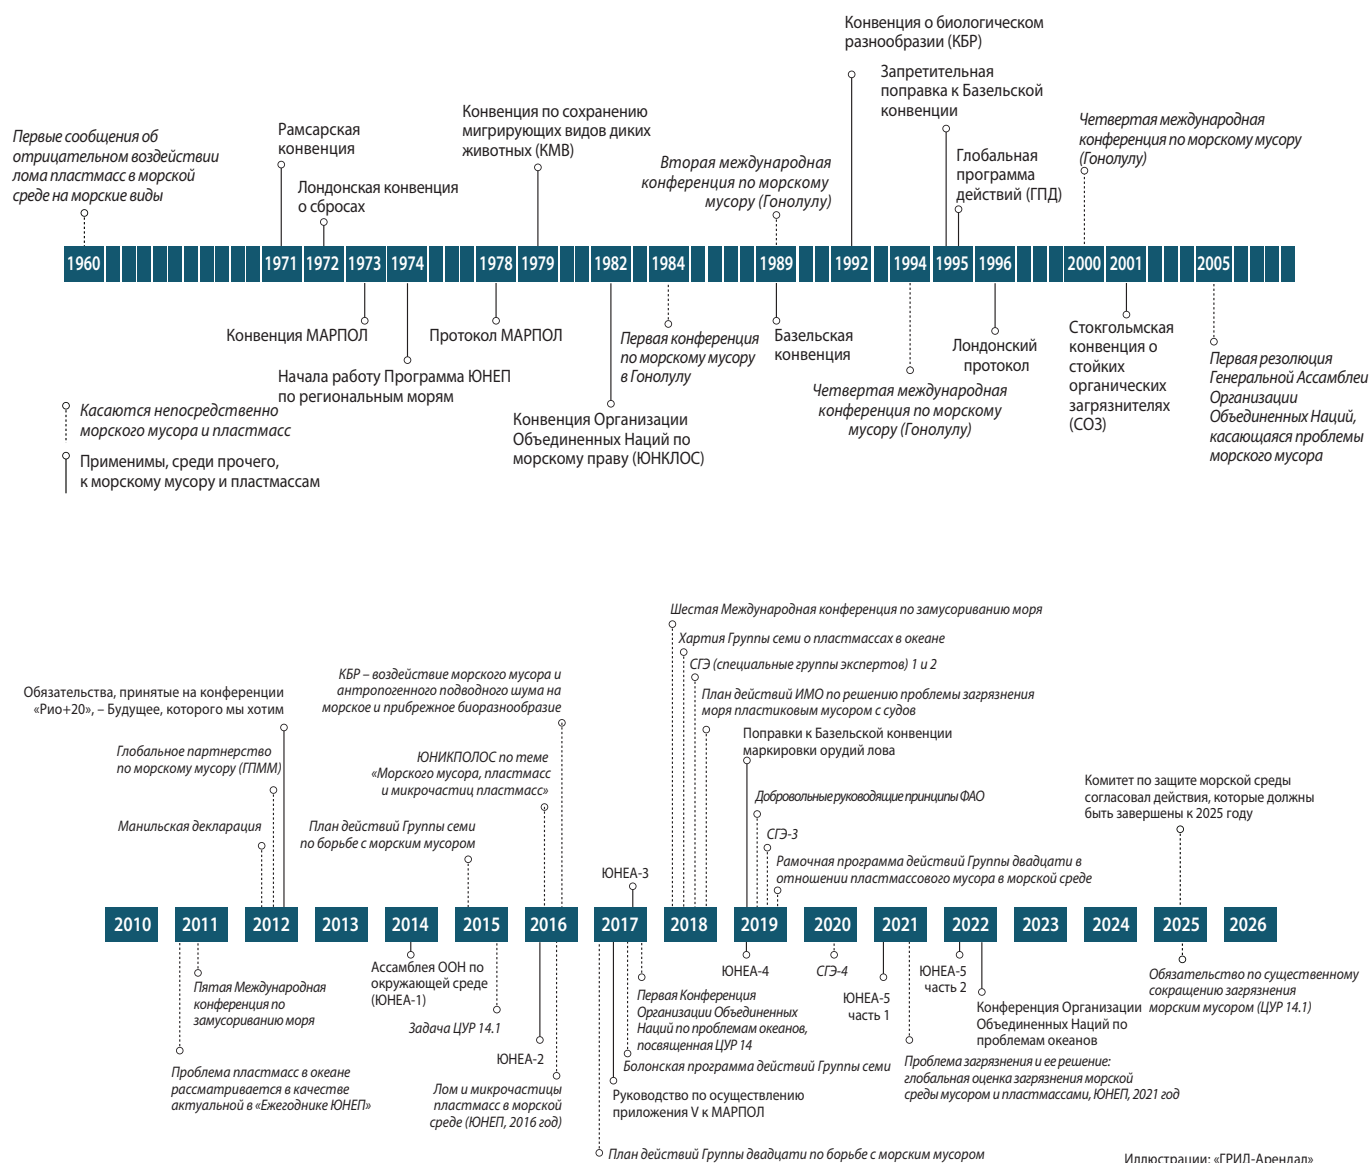 Конвенция о биологическом
разнообразии (КБР)
Запретительная
поправка к Базельской
конвенции
Конвенция по сохранению
мигрирующих видов диких
животных (КМВ)
Четвертая международная
конференция по морскому мусору
(Гонолулу)
Первые сообщения об
отрицательном воздействии
лома пластмасс в морской
среде на морские виды
Рамсарская
конвенция
Лондонская конвенция
о сбросах
Вторая международная
конференция по морскому
мусору (Гонолулу)
Глобальная
программа
действий (ГПД)
1960 1971 1972 1973 1974 1978 1979 1982 1984 1989 1992 1994 1995 1996 2000 2001 2005
Конвенция МАРПОЛ
Протокол МАРПОЛ
Начала работу Программа ЮНЕП
по региональным морям
Первая конференция
по морскому мусору
в Гонолулу
Базельская
конвенция
Лондонский
протокол
Стокгольмская
конвенция о
стойких
органических
загрязнителях
(СОЗ)
Первая резолюция
Генеральной Ассамблеи
Организации
Объединенных Наций,
касающаяся проблемы
морского мусора
Конвенция Организации
Объединенных Наций по
морскому праву (ЮНКЛОС)
Четвертая международная
конференция по морскому
мусору (Гонолулу)
Касаются непосредственно
морского мусора и пластмасс
Применимы, среди прочего,
к морскому мусору и пластмассам
Шестая Международная конференция по замусориванию моря
Хартия Группы семи о пластмассах в океане
СГЭ (специальные группы экспертов) 1 и 2
План действий ИМО по решению проблемы загрязнения
моря пластиковым мусором с судов
Поправки к Базельской конвенции
маркировки орудий лова
Добровольные руководящие принципы ФАО
СГЭ-3
Рамочная программа действий Группы двадцати в
отношении пластмассового мусора в морской среде
КБР – воздействие морского мусора и
антропогенного подводного шума на
морское и прибрежное биоразнообразие
Обязательства, принятые на конференции
«Рио+20», – Будущее, которого мы хотим
Глобальное партнерство
по морскому мусору (ГПММ)
Манильская декларация
ЮНИКПОЛОС по теме
«Морского мусора, пластмасс
и микрочастиц пластмасс»
План действий Группы семи
по борьбе с морским мусором
ЮНЕА-3
Комитет по защите морской среды
согласовал действия, которые должны
быть завершены к 2025 году
2010 2011 2012 2013 2014 2015 2016 2017 2018 2019 2020 2021 2022 2023 2024 2025 2026
Пятая Международная
конференция по
замусориванию моря
Проблема пластмасс в океане
рассматривается в качестве
актуальной в «Ежегоднике ЮНЕП»
Ассамблея ООН по
окружающей среде
(ЮНЕА-1)
Задача ЦУР 14.1
ЮНЕА-2
Лом и микрочастицы
пластмасс в морской
среде (ЮНЕП, 2016 год)
Первая Конференция
Организации Объединенных
Наций по проблемам океанов,
посвященная ЦУР 14
Болонская программа действий Группы семи
Руководство по осуществлению
приложения V к МАРПОЛ
План действий Группы двадцати по борьбе с морским мусором
ЮНЕА-4
СГЭ-4
ЮНЕА-5
часть 1
ЮНЕА-5
часть 2
Конференция Организации
Объединенных Наций по
проблемам океанов
Проблема загрязнения и ее решение:
глобальная оценка загрязнения морской
среды мусором и пластмассами, ЮНЕП, 2021 год
Обязательство по существенному
сокращению загрязнения
морским мусором (ЦУР 14.1)
Иллюстрации: «ГРИД-Арендал»